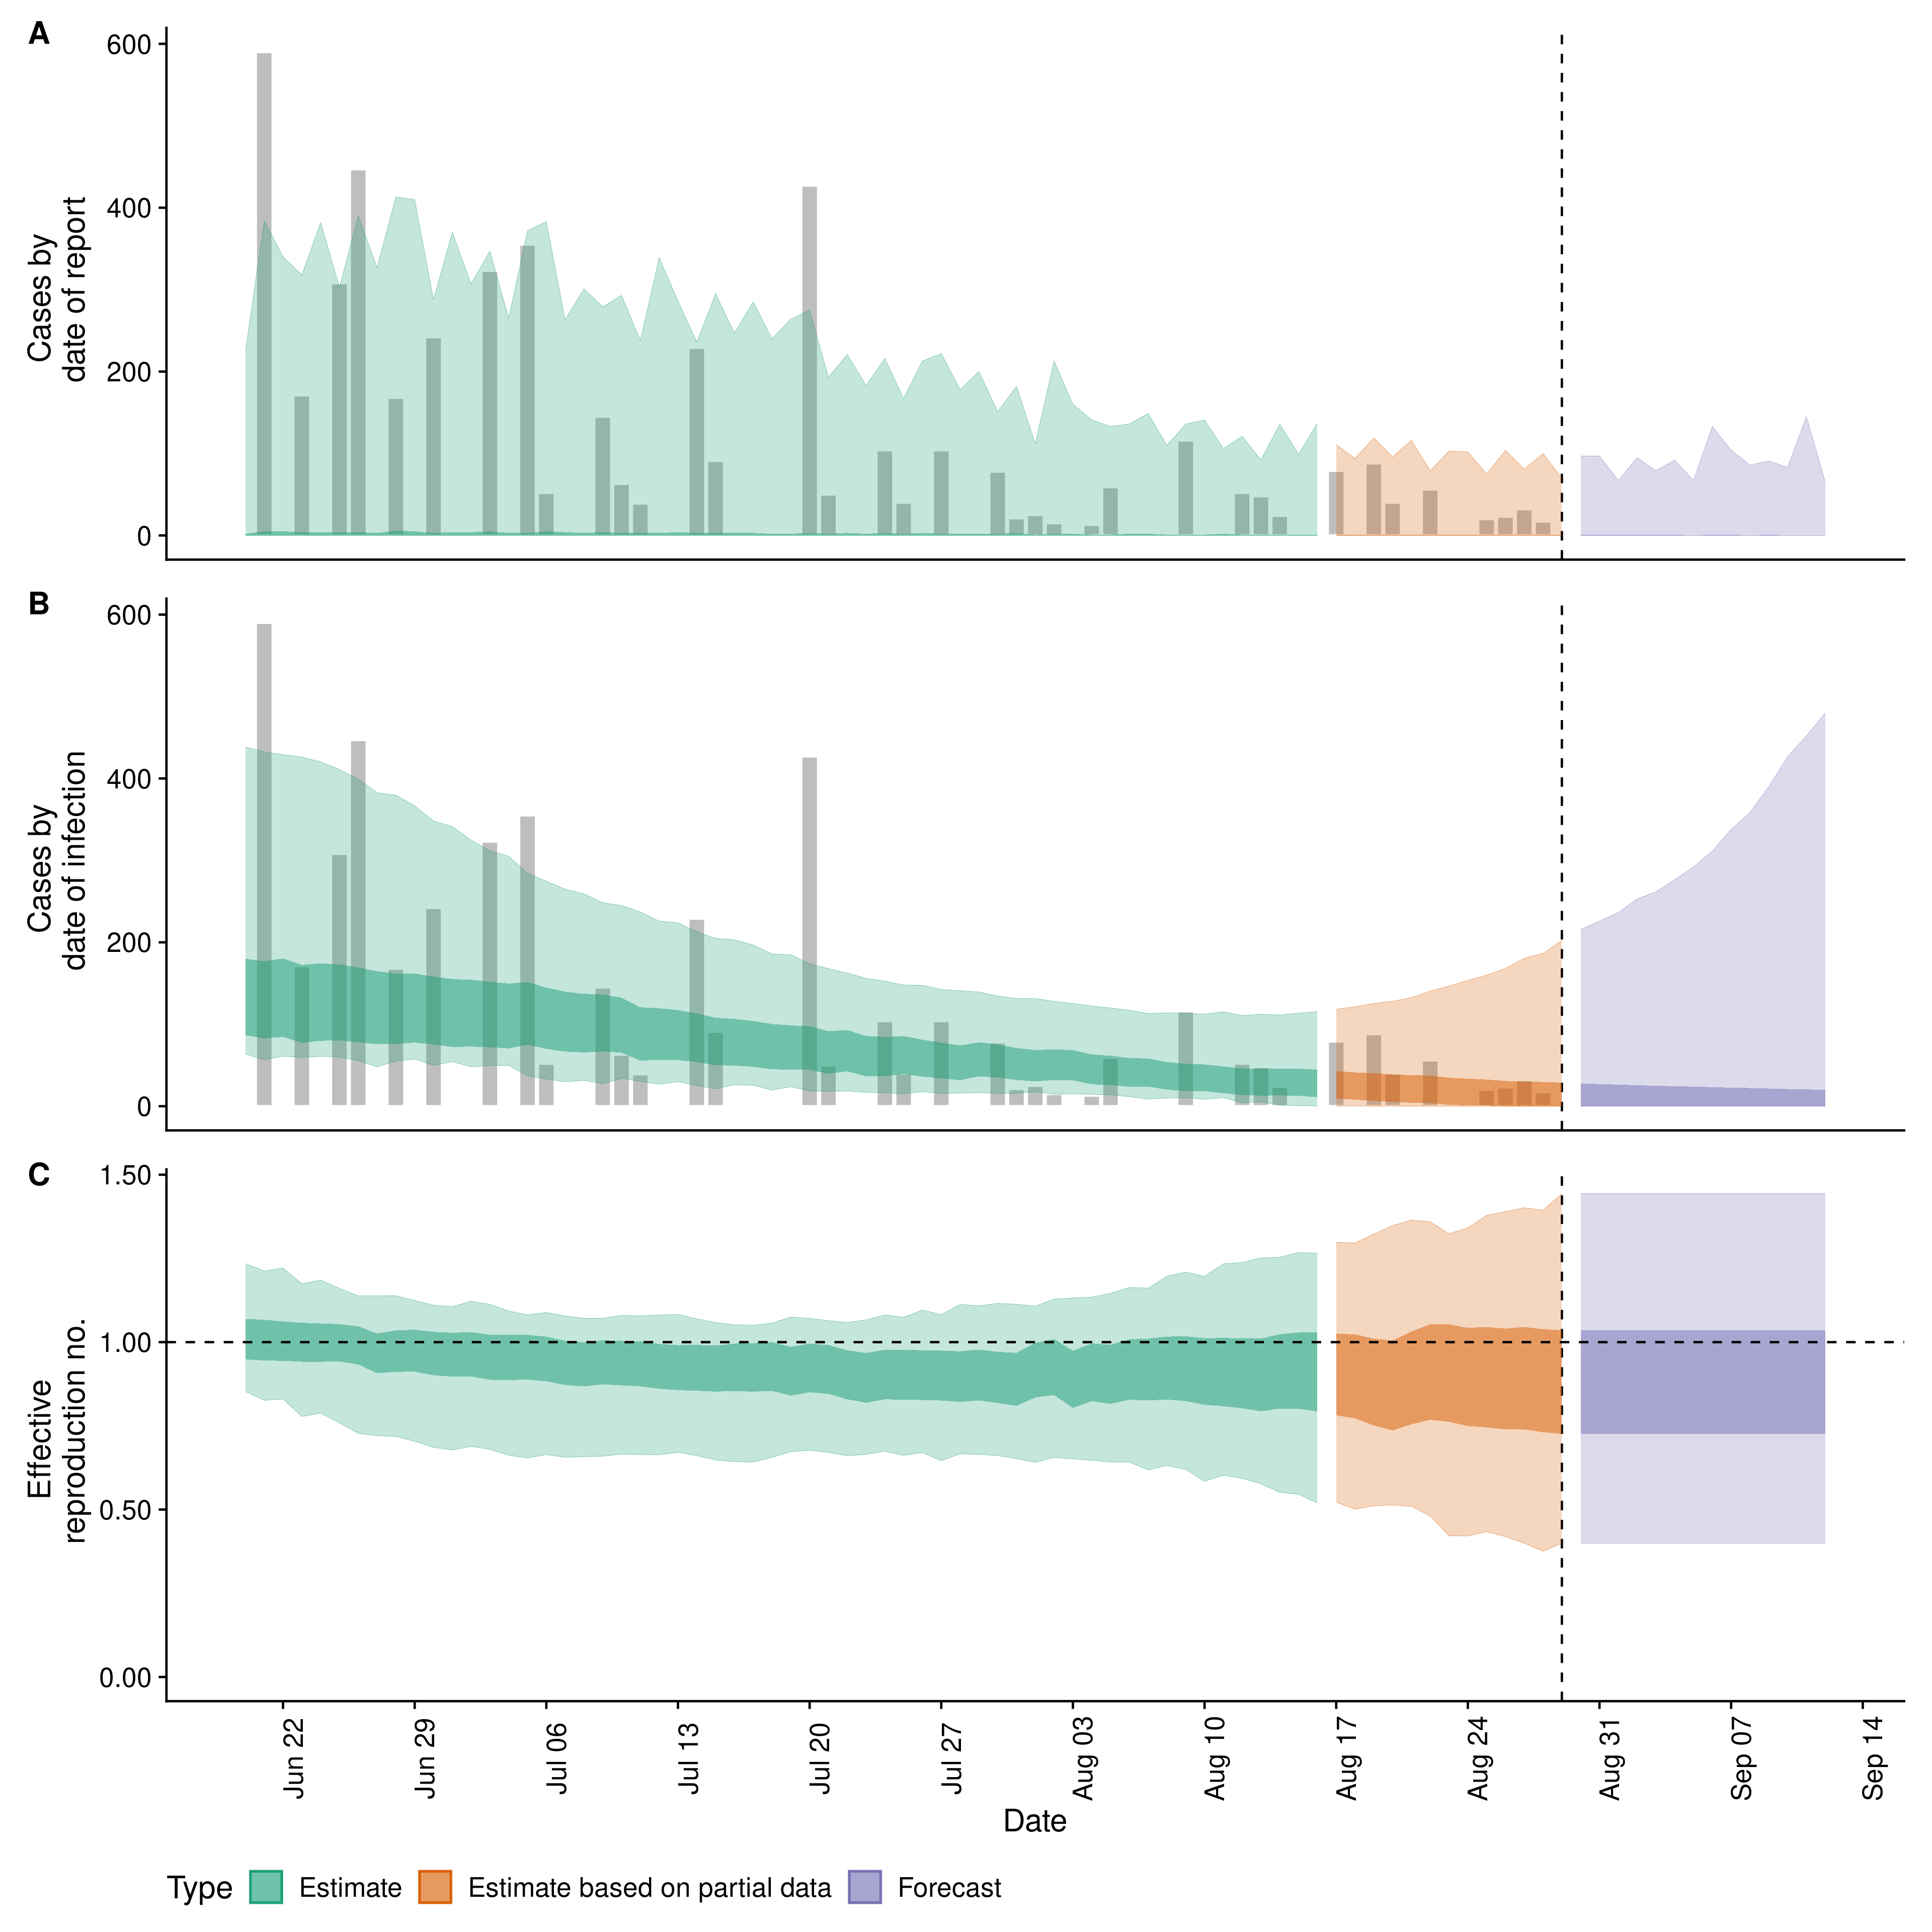 A
600
400
200
0
Cases by
date of report
B
600
400
200
0
Cases by
date of infection
C
1.50
1.00
0.50
0.00
Effective
reproduction no.
Jun 22
Jun 29
Jul 06
Jul 13
Jul 20
Jul 27
Aug 03
Aug 10
Aug 17
Aug 24
Aug 31
Sep 07
Sep 14
Date
Type Estimate Estimate based on partial data Forecast